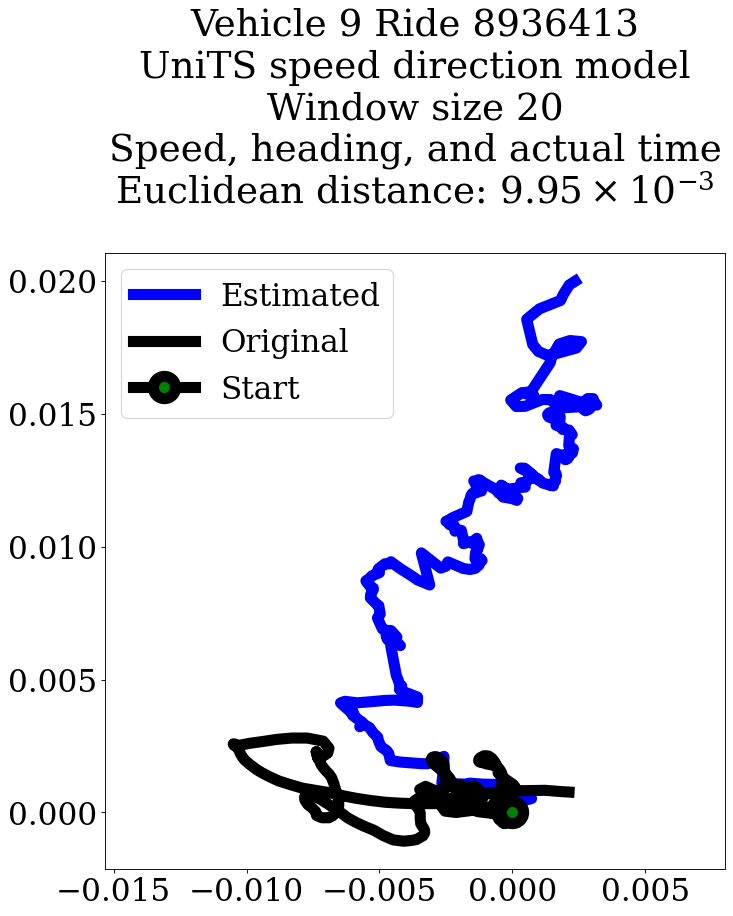 Vehicle 9 Ride 8936413
UniTS speed direction model
Window size 20
Speed, heading, and actual time
Euclidean distance: 9.95 × 10⁻³
0.020
Estimated
Original
0.015
Start
0.010
0.005
0.000
−0.015 −0.010 −0.005 0.000 0.005